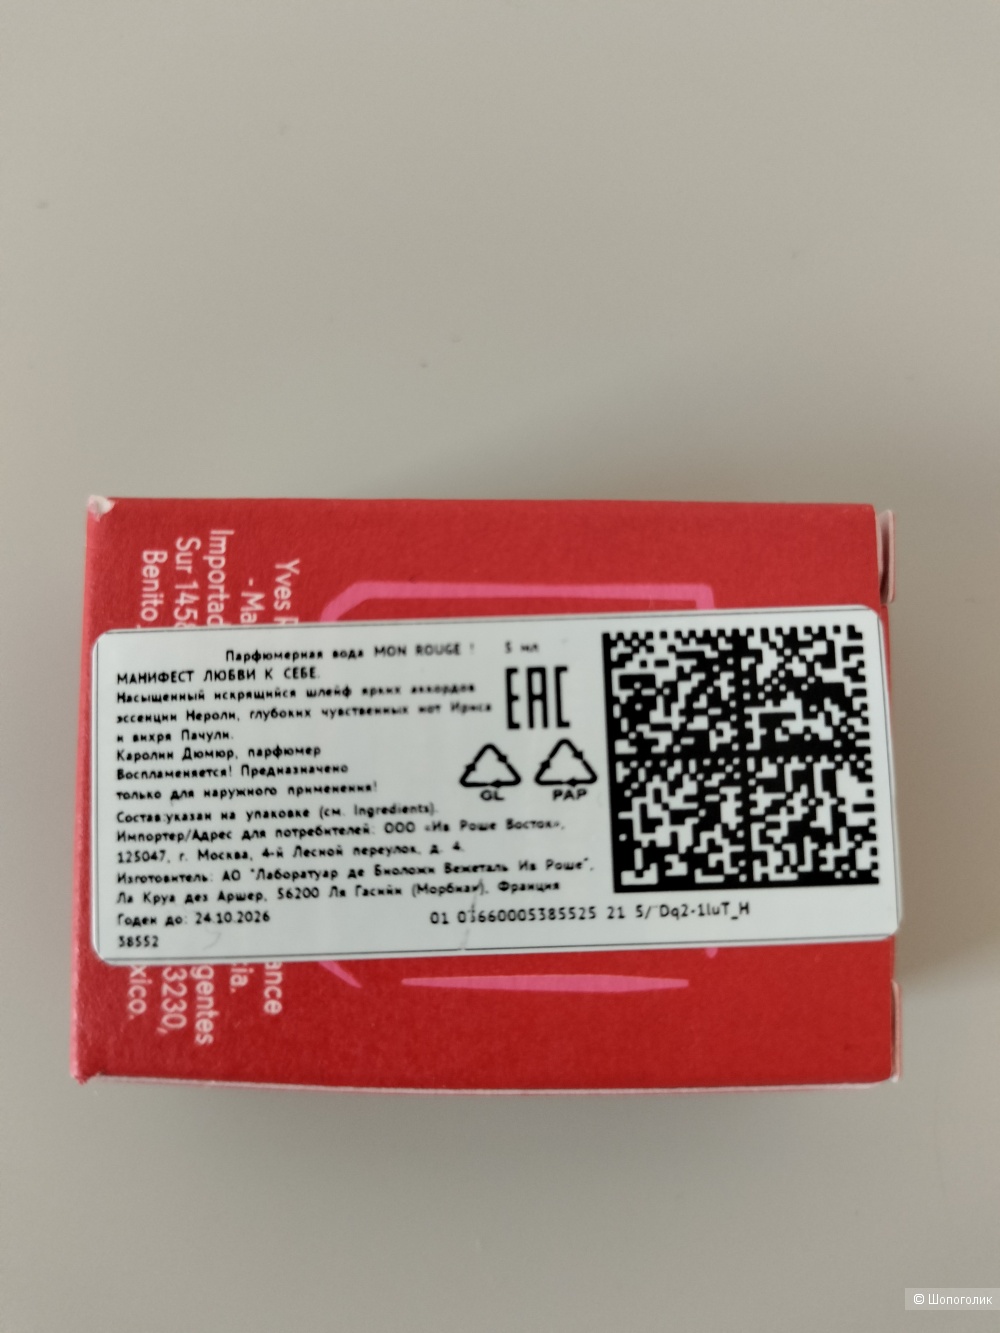 Yves
- Ma
Importad
Sur 145
Benito
ance
cia.
gentes
3230,
xico.
Парфюмерная вода MON ROUGE ! 5 мл
МАНИФЕСТ ЛЮБВИ К СЕБЕ.
Насыщенный искрящийся шлейф ярких аккордов
эссенции Нероли, глубоких чувственных нот Ириса
и вихря Пачули.
Каролин Дюмюр, парфюмер
Воспламеняется! Предназначено
только для наружного применения!
Состав указан на упаковке (см. Ingredients).
Импортер/Адрес для потребителей: ООО «Ив Роше Восток»,
125047, г. Москва, 4-й Лесной переулок, д. 4.
Изготовитель: АО "Лаборатуар де Биоложи Вежеталь Ив Роше",
Ла Круа дез Аршер, 56200 Ля Гасийи (Морбиан), Франция
Годен до: 24.10.2026
38552
EAC
GL PAP
01 03660005385525 21 5/ Dq2-1luT_H
© Шопоголик